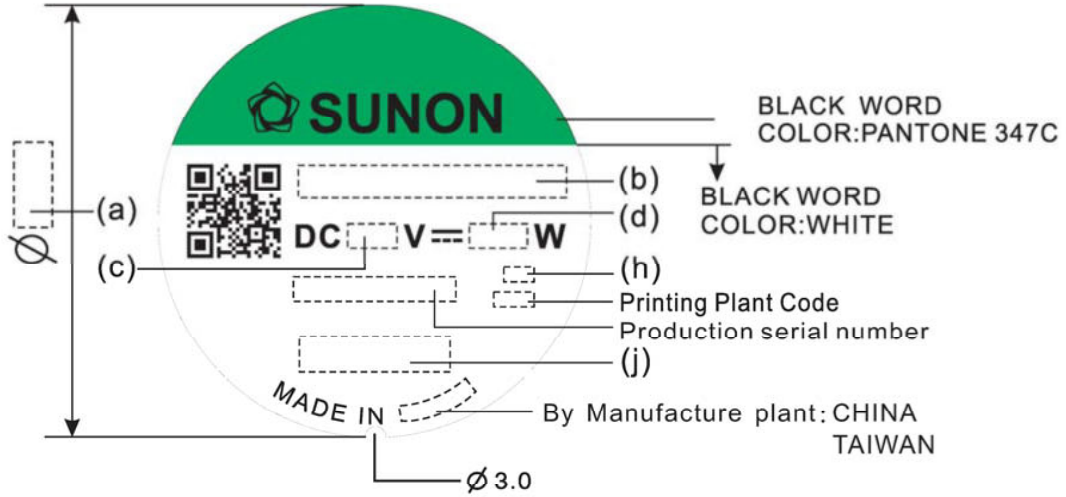 SUNON
BLACK WORD
COLOR:PANTONE 347C
BLACK WORD
COLOR:WHITE
(a)
(b)
DC V W
(d)
(c)
(h)
Printing Plant Code
Production serial number
(j)
MADE IN
By Manufacture plant: CHINA
TAIWAN
Ø
Ø 3.0